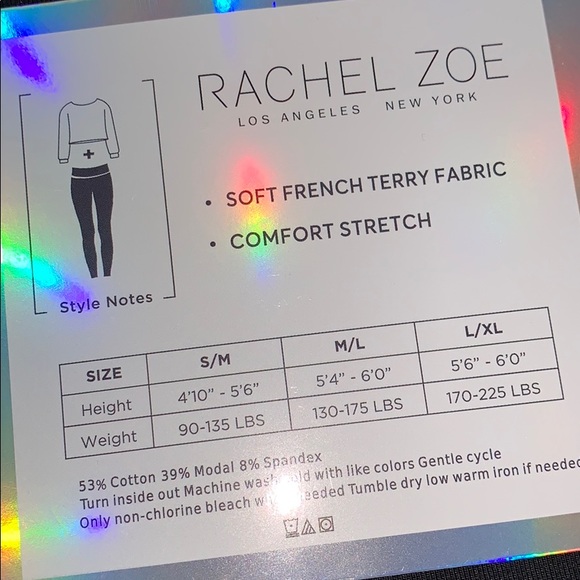 RACHEL ZOE
LOS ANGELES NEW YORK
+
• SOFT FRENCH TERRY FABRIC
• COMFORT STRETCH
Style Notes
SIZE S/M M/L L/XL
Height 4'10" - 5'6" 5'4" - 6'0" 5'6" - 6'0"
Weight 90-135 LBS 130-175 LBS 170-225 LBS
53% Cotton 39% Modal 8% Spandex
Turn inside out Machine wash with like colors Gentle cycle
Only non-chlorine bleach Tumble dry low warm iron if needed